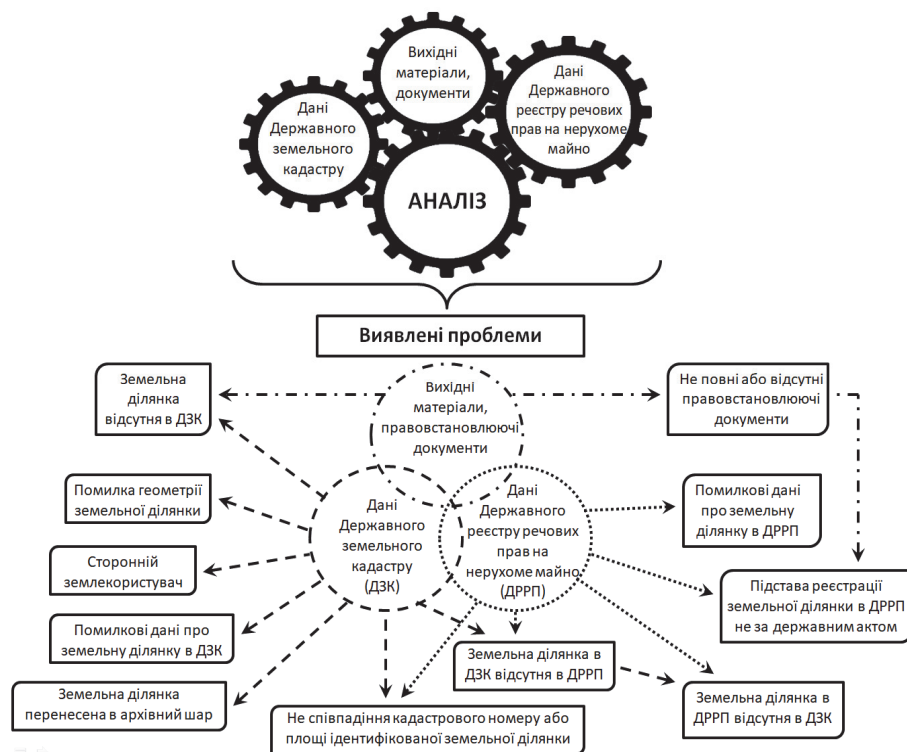 Вихідні
матеріали,
документи
Дані
Державного
земельного
кадастру
Дані
Державного
реєстру речових
прав на нерухоме
майно
АНАЛІЗ
Виявлені проблеми
Земельна
ділянка
відсутня в ДЗК
Вихідні
матеріали,
правовстановлюючі
документи
Не повні або відсутні
правовстановлюючі
документи
Помилка геометрії
земельної ділянки
Дані
Державного
земельного
кадастру
(ДЗК)
Дані
Державного
реєстру речових
прав на
нерухоме майно
(ДРРП)
Помилкові дані
про земельну
ділянку в ДРРП
Сторонній
землекористувач
Підстава реєстрації
земельної ділянки в ДРРП
не за державним актом
Помилкові дані про
земельну ділянку в ДЗК
Земельна ділянка в
ДЗК відсутня в ДРРП
Земельна ділянка
перенесена в архівний шар
Не співпадіння кадастрового номеру або
площі ідентифікованої земельної ділянки
Земельна ділянка в
ДРРП відсутня в ДЗК